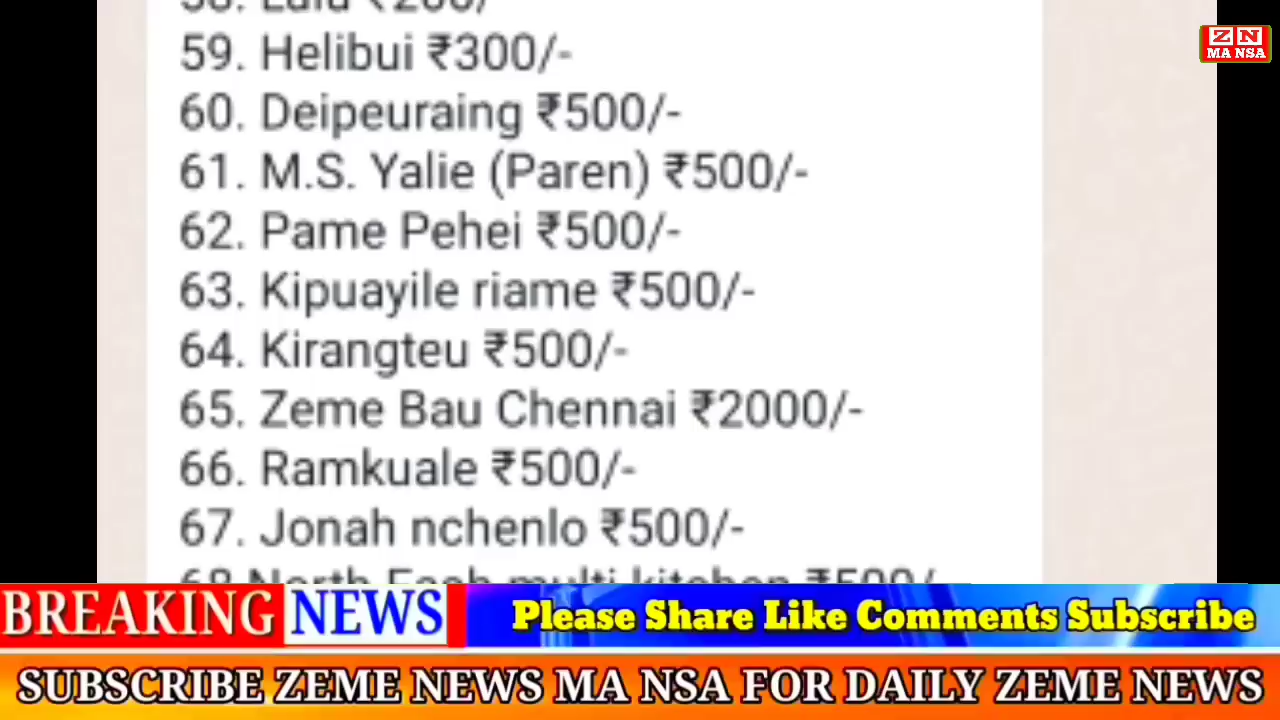 59. Helibui ₹300/-
60. Deipeuraing ₹500/-
61. M.S. Yalie (Paren) ₹500/-
62. Pame Pehei ₹500/-
63. Kipuayile riame ₹500/-
64. Kirangteu ₹500/-
65. Zeme Bau Chennai ₹2000/-
66. Ramkuale ₹500/-
67. Jonah nchenlo ₹500/-
ZN
MA NSA
BREAKING NEWS
Please Share Like Comments Subscribe
SUBSCRIBE ZEME NEWS MA NSA FOR DAILY ZEME NEWS